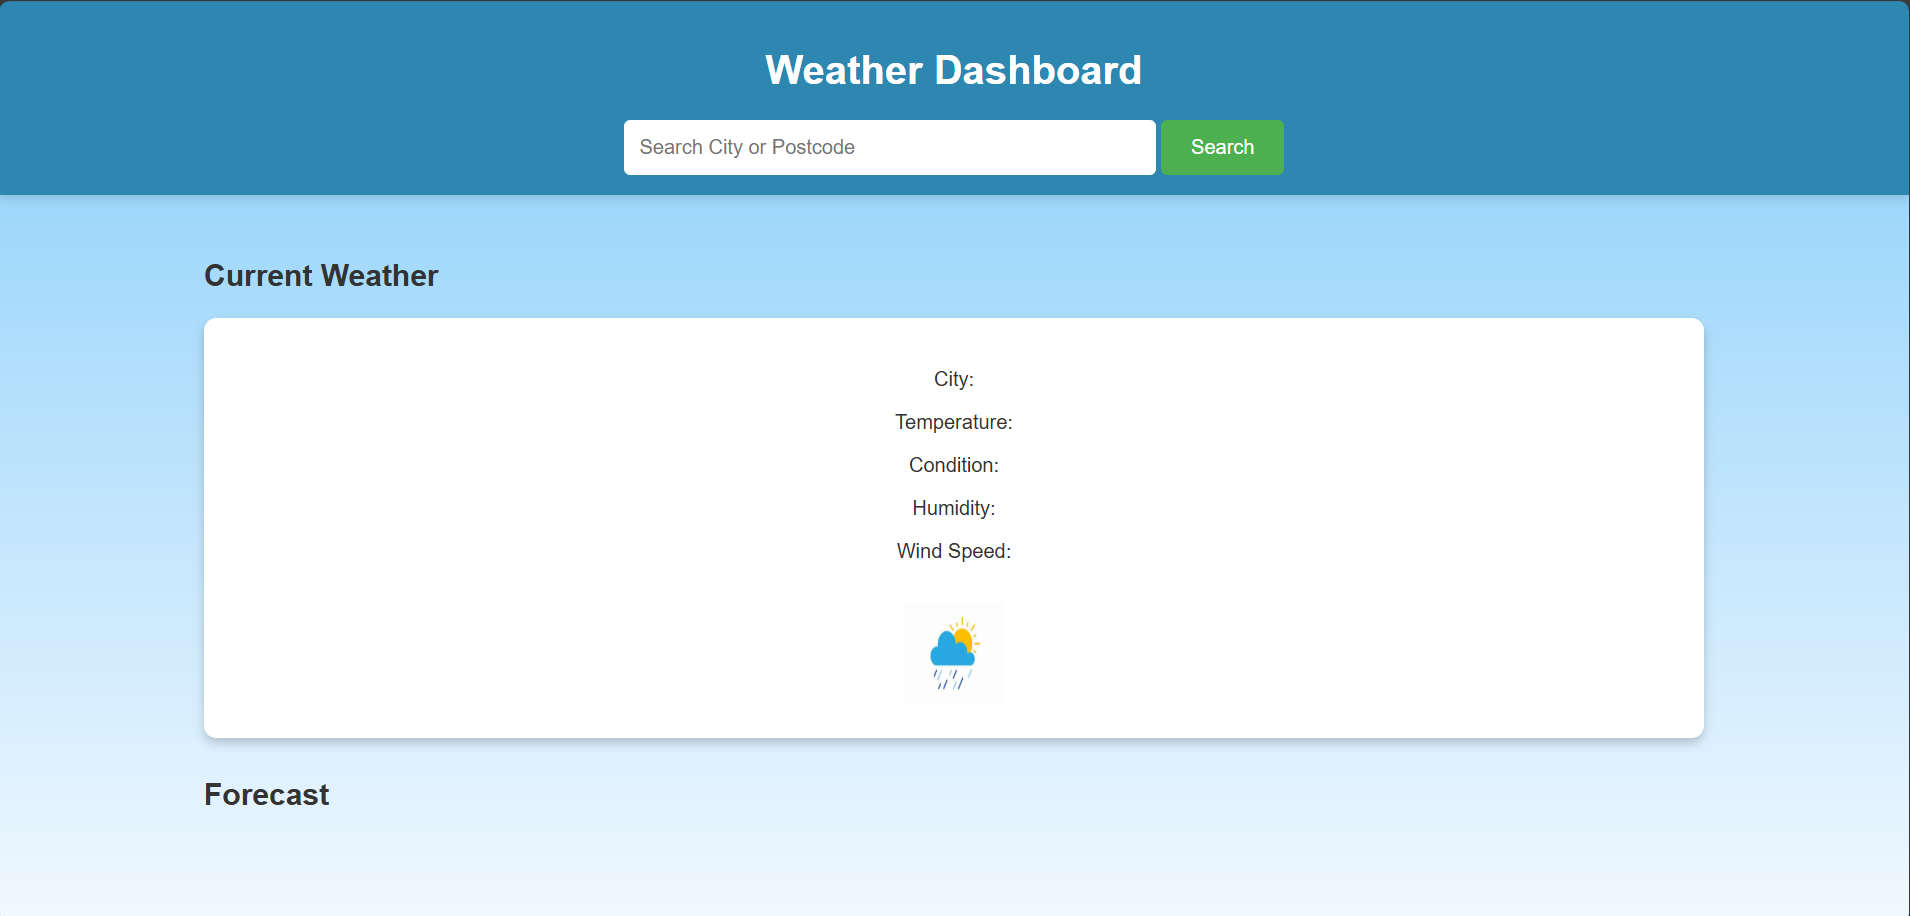 Weather Dashboard
Search City or Postcode
Search
Current Weather
City:
Temperature:
Condition:
Humidity:
Wind Speed:
Forecast